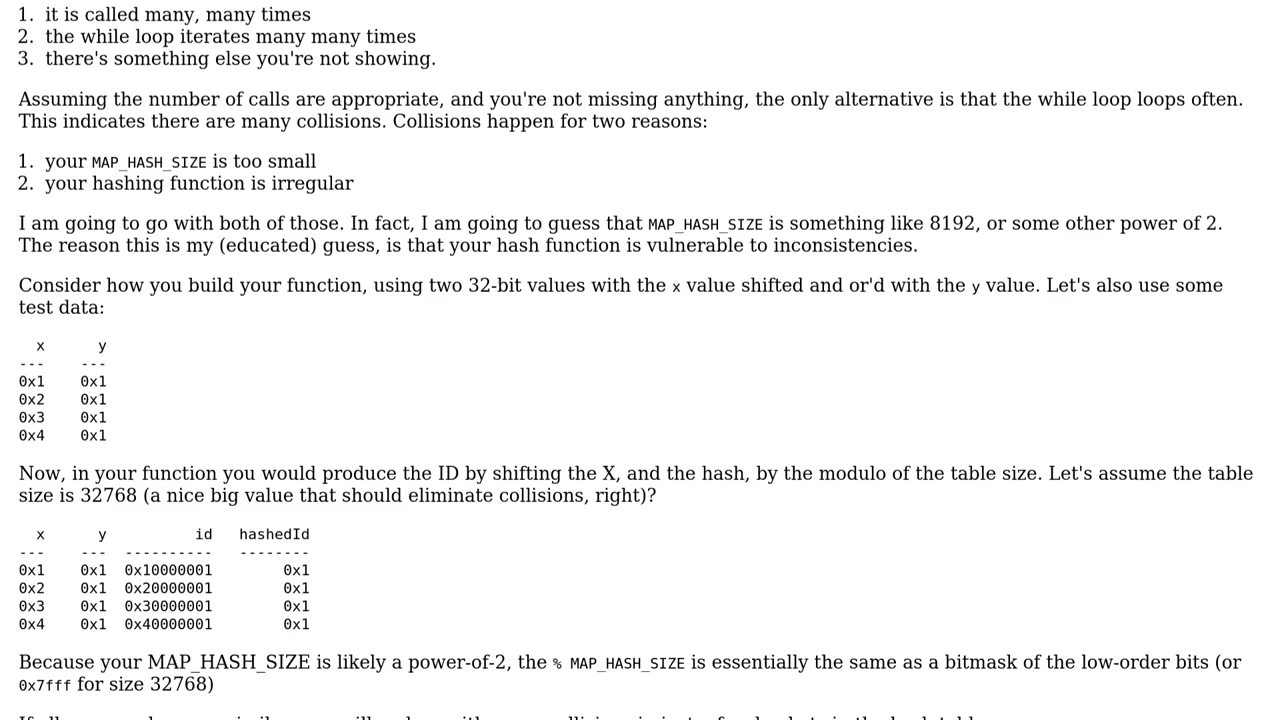 1. it is called many, many times
2. the while loop iterates many many times
3. there's something else you're not showing.
Assuming the number of calls are appropriate, and you're not missing anything, the only alternative is that the while loop loops often.
This indicates there are many collisions. Collisions happen for two reasons:
1. your MAP_HASH_SIZE is too small
2. your hashing function is irregular
I am going to go with both of those. In fact, I am going to guess that MAP_HASH_SIZE is something like 8192, or some other power of 2.
The reason this is my (educated) guess, is that your hash function is vulnerable to inconsistencies.
Consider how you build your function, using two 32-bit values with the x value shifted and or'd with the y value. Let's also use some
test data:
x y
--- ---
0x1 0x1
0x2 0x1
0x3 0x1
0x4 0x1
Now, in your function you would produce the ID by shifting the X, and the hash, by the modulo of the table size. Let's assume the table
size is 32768 (a nice big value that should eliminate collisions, right)?
x y id hashedId
--- --- ---------- --------
0x1 0x1 0x10000001 0x1
0x2 0x1 0x20000001 0x1
0x3 0x1 0x30000001 0x1
0x4 0x1 0x40000001 0x1
Because your MAP_HASH_SIZE is likely a power-of-2, the % MAP_HASH_SIZE is essentially the same as a bitmask of the low-order bits (or
0x7fff for size 32768)